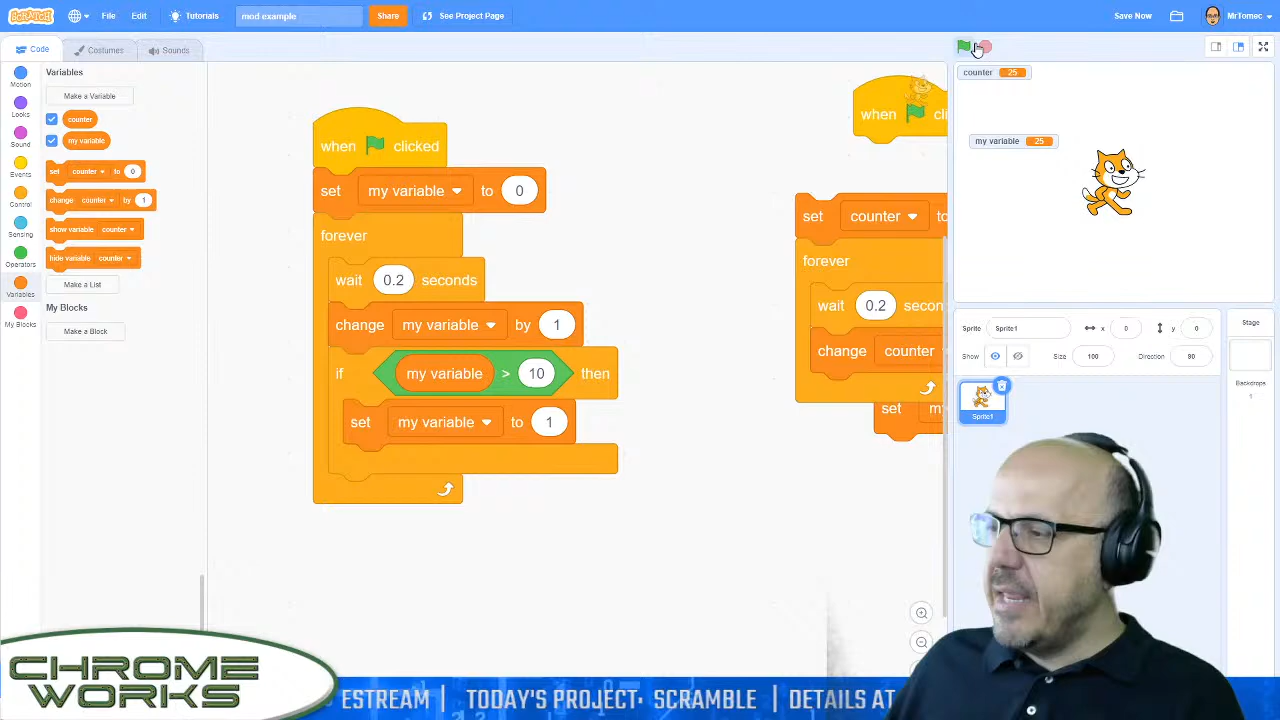 SCRATCH
File
Edit
Tutorials
mod example
Share
See Project Page
Save Now
MrTomec
Code
Costumes
Sounds
Motion
Looks
Sound
Events
Control
Sensing
Operators
Variables
My Blocks
Variables
Make a Variable
counter
my variable
set counter to 0
change counter by 1
show variable counter
hide variable counter
Make a List
My Blocks
Make a Block
when clicked
set my variable to 0
forever
wait 0.2 seconds
change my variable by 1
if my variable > 10 then
set my variable to 1
when
set counter
forever
wait 0.2
change counter
set
counter 25
my variable 25
Sprite Sprite1 x 0 y 0
Show Size 100 Direction 90
Sprite1
Stage
Backdrops
1
CHROME
WORKS
ESTREAM | TODAY'S PROJECT: SCRAMBLE | DETAILS AT